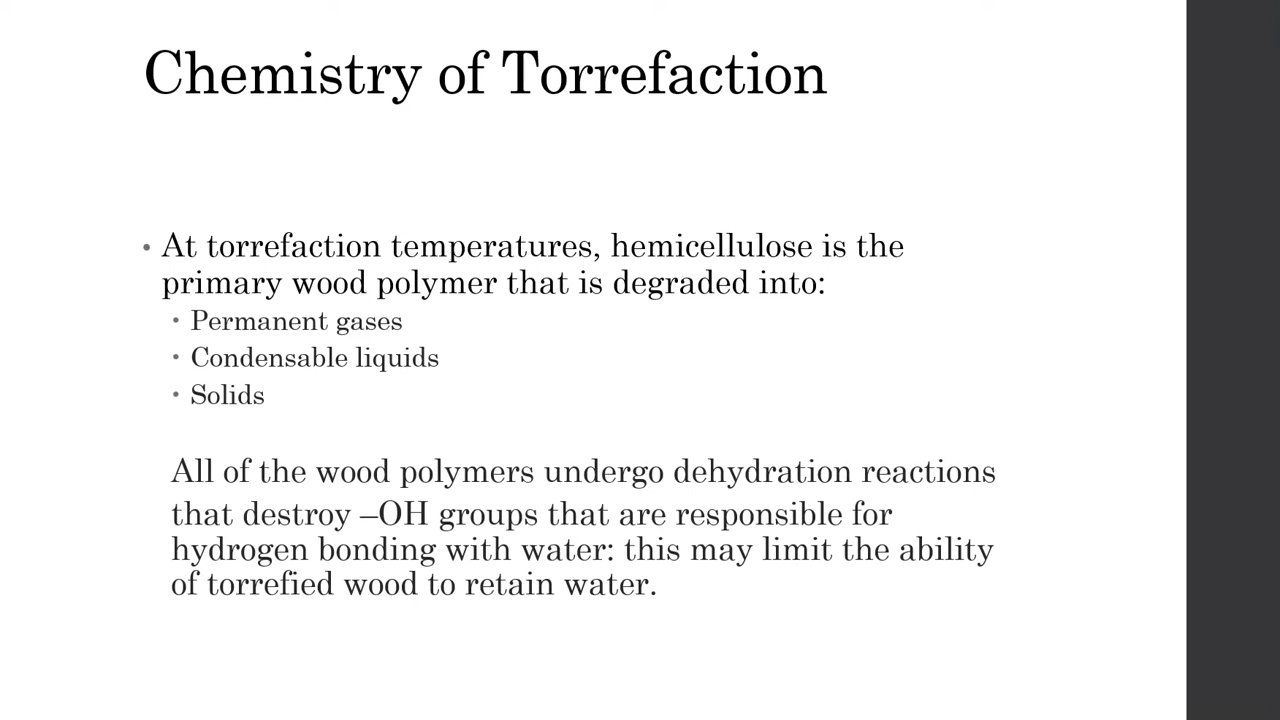 Chemistry of Torrefaction
• At torrefaction temperatures, hemicellulose is the
primary wood polymer that is degraded into:
• Permanent gases
• Condensable liquids
• Solids
All of the wood polymers undergo dehydration reactions
that destroy –OH groups that are responsible for
hydrogen bonding with water: this may limit the ability
of torrefied wood to retain water.